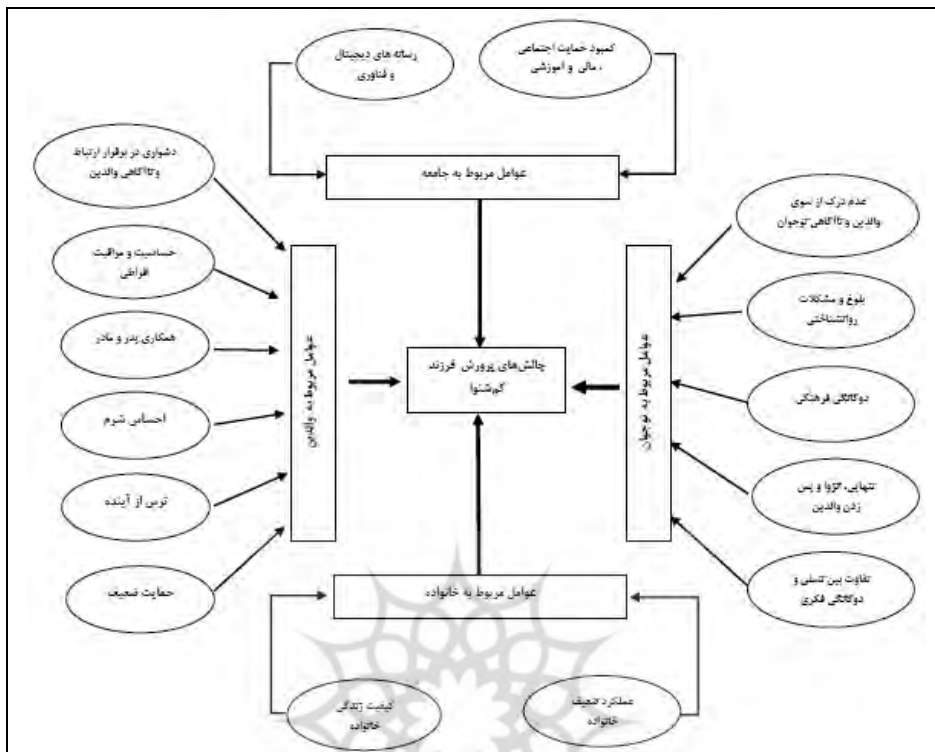 کمبود حمایت اجتماعی
، مالی و آموزشی
رسانه های دیجیتال
و فناوری
عوامل مربوط به جامعه
عدم درک از سوی
والدین و ناآگاهی نوجوان
بلوغ و مشکلات
روانشناختی
دوگانگی فرهنگی
تنهایی، انزوا و پس
زدن والدین
تفاوت بین نسلی و
دوگانگی فکری
عوامل مربوط به نوجوان
چالش‌های پرورش فرزند
کم‌شنوا
عوامل مربوط به والدین
دشواری در برقرار ارتباط
و ناآگاهی والدین
حساسیت و مراقبت
افراطی
همکاری پدر و مادر
احساس شرم
ترس از آینده
حمایت ضعیف
عوامل مربوط به خانواده
عملکرد ضعیف
خانواده
کیفیت زندگی
خانواده